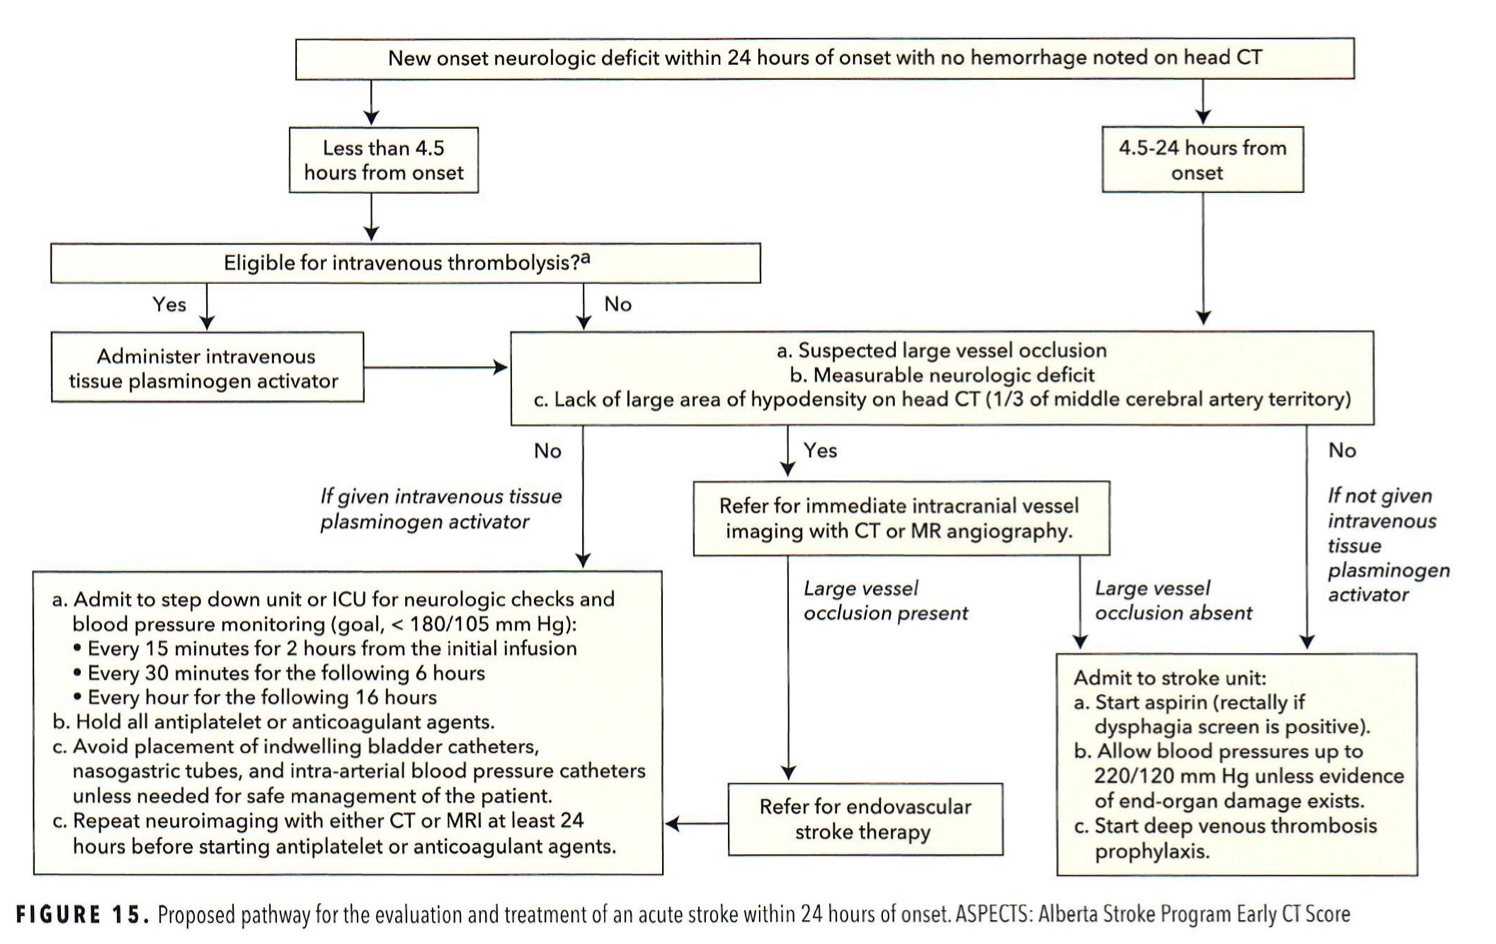 New onset neurologic deficit within 24 hours of onset with no hemorrhage noted on head CT
Less than 4.5
hours from onset
4.5-24 hours from
onset
Eligible for intravenous thrombolysis?a
Yes
No
Administer intravenous
tissue plasminogen activator
a. Suspected large vessel occlusion
b. Measurable neurologic deficit
c. Lack of large area of hypodensity on head CT (1/3 of middle cerebral artery territory)
No
If given intravenous tissue
plasminogen activator
Yes
Refer for immediate intracranial vessel
imaging with CT or MR angiography.
No
If not given
intravenous
tissue
plasminogen
activator
Large vessel
occlusion present
Large vessel
occlusion absent
a. Admit to step down unit or ICU for neurologic checks and
blood pressure monitoring (goal, < 180/105 mm Hg):
• Every 15 minutes for 2 hours from the initial infusion
• Every 30 minutes for the following 6 hours
• Every hour for the following 16 hours
b. Hold all antiplatelet or anticoagulant agents.
c. Avoid placement of indwelling bladder catheters,
nasogastric tubes, and intra-arterial blood pressure catheters
unless needed for safe management of the patient.
c. Repeat neuroimaging with either CT or MRI at least 24
hours before starting antiplatelet or anticoagulant agents.
Refer for endovascular
stroke therapy
Admit to stroke unit:
a. Start aspirin (rectally if
dysphagia screen is positive).
b. Allow blood pressures up to
220/120 mm Hg unless evidence
of end-organ damage exists.
c. Start deep venous thrombosis
prophylaxis.
FIGURE 15. Proposed pathway for the evaluation and treatment of an acute stroke within 24 hours of onset. ASPECTS: Alberta Stroke Program Early CT Score